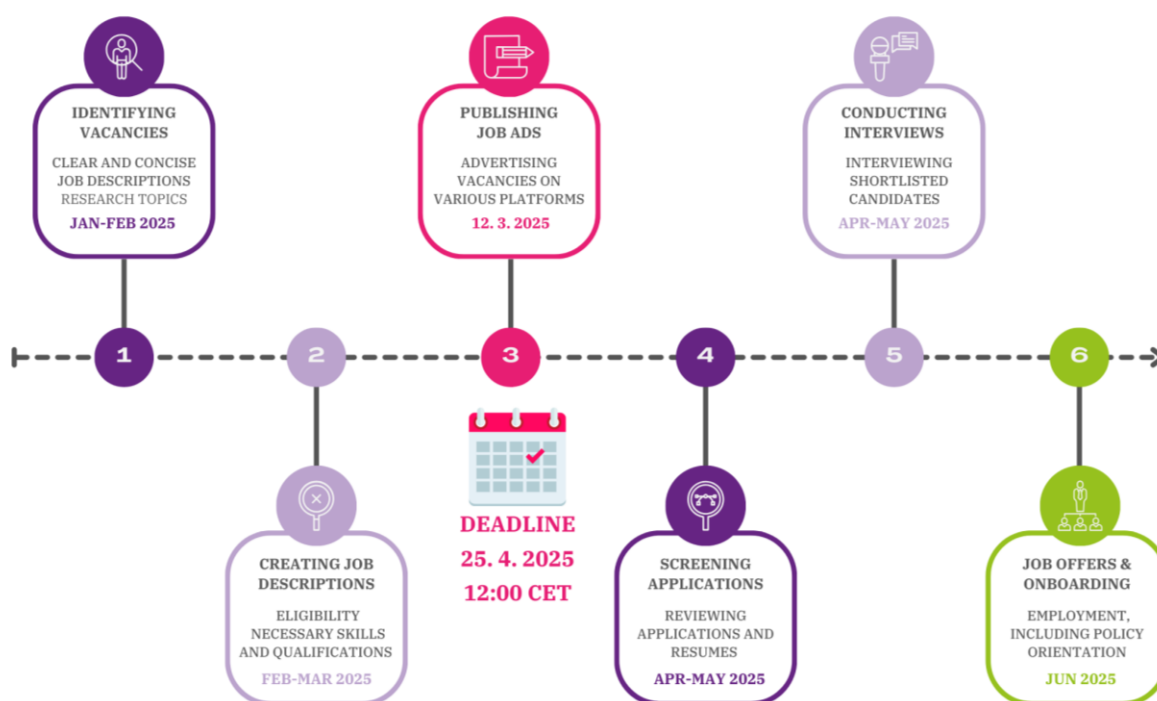 IDENTIFYING
VACANCIES
CLEAR AND CONCISE
JOB DESCRIPTIONS
RESEARCH TOPICS
JAN-FEB 2025
PUBLISHING
JOB ADS
ADVERTISING
VACANCIES ON
VARIOUS PLATFORMS
12. 3. 2025
CONDUCTING
INTERVIEWS
INTERVIEWING
SHORTLISTED
CANDIDATES
APR-MAY 2025
1
2
3
4
5
6
CREATING JOB
DESCRIPTIONS
ELIGIBILITY
NECESSARY SKILLS
AND QUALIFICATIONS
FEB-MAR 2025
DEADLINE
25. 4. 2025
12:00 CET
SCREENING
APPLICATIONS
REVIEWING
APPLICATIONS AND
RESUMES
APR-MAY 2025
JOB OFFERS &
ONBOARDING
EMPLOYMENT,
INCLUDING POLICY
ORIENTATION
JUN 2025